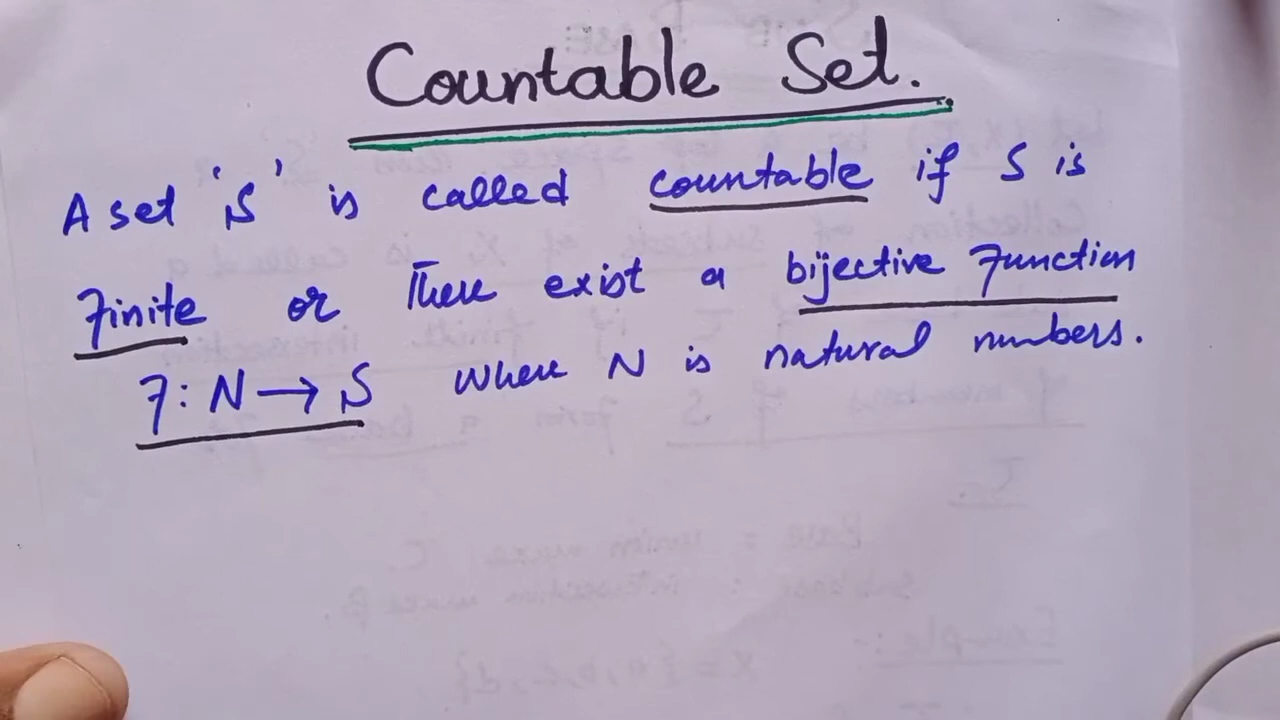 Countable Set.
A set 'S' is called countable if S is
Finite or There exist a bijective Function
F: N → S where N is natural numbers.